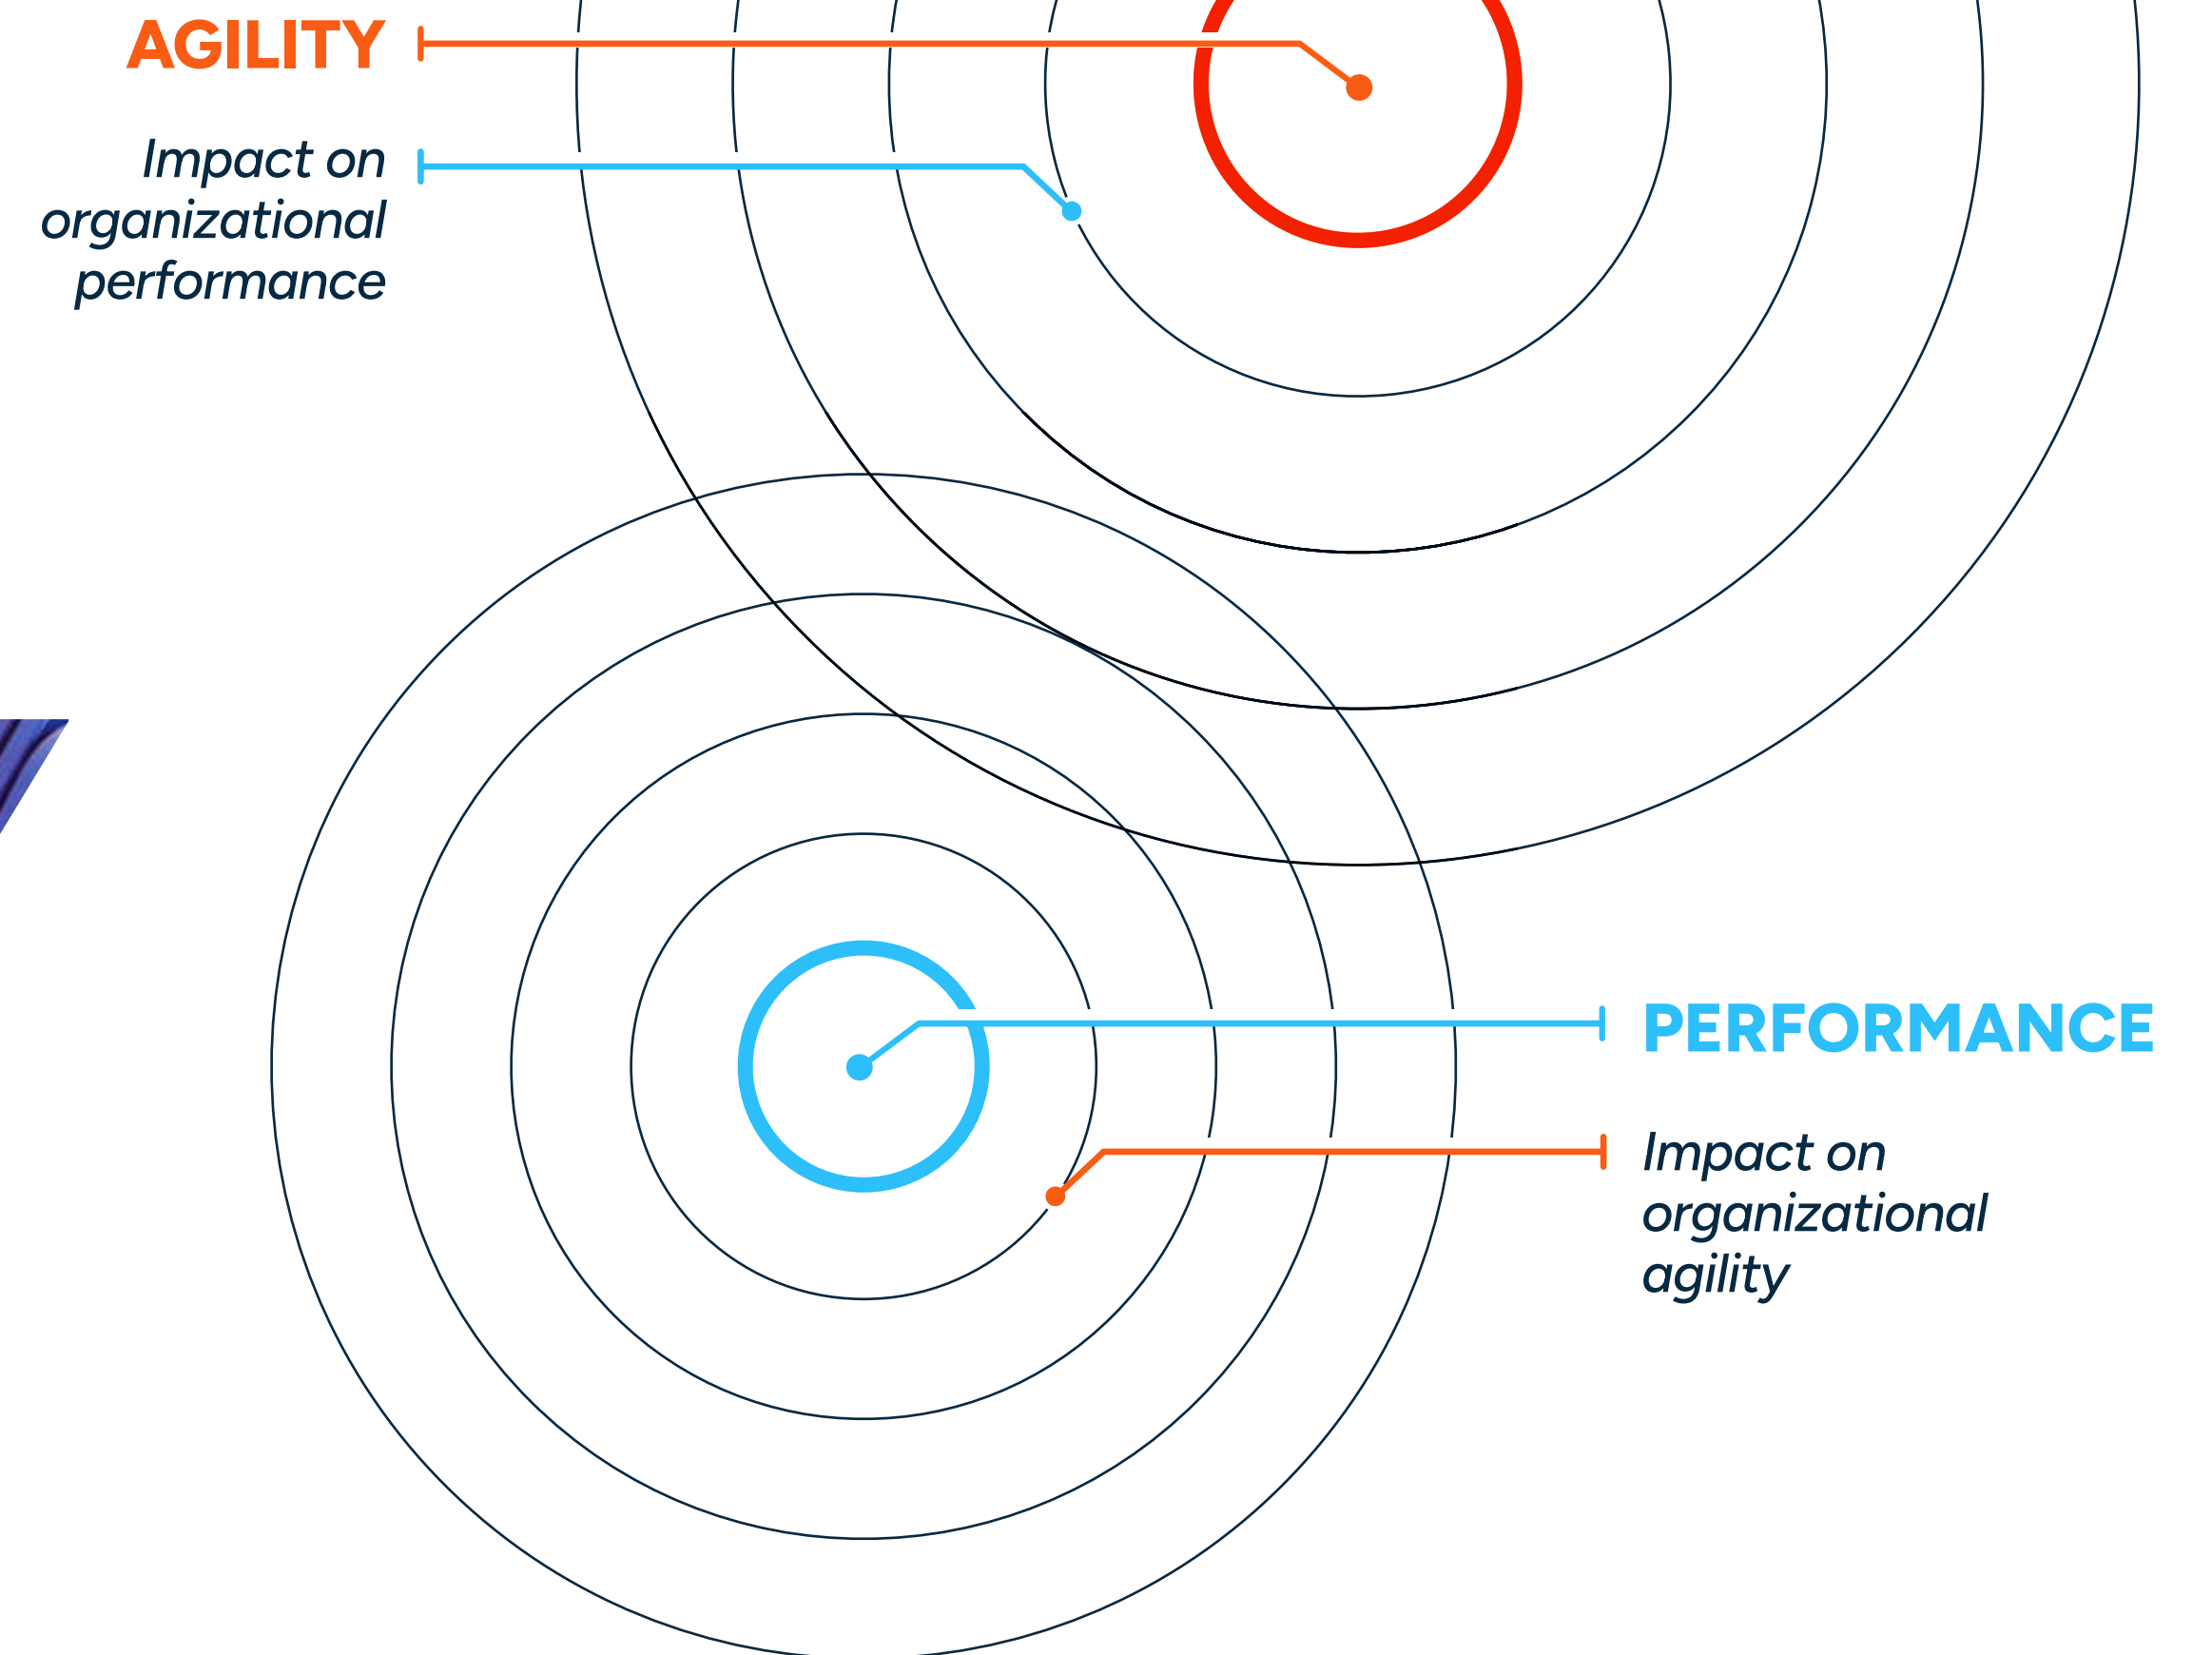 AGILITY
Impact on
organizational
performance
PERFORMANCE
Impact on
organizational
agility